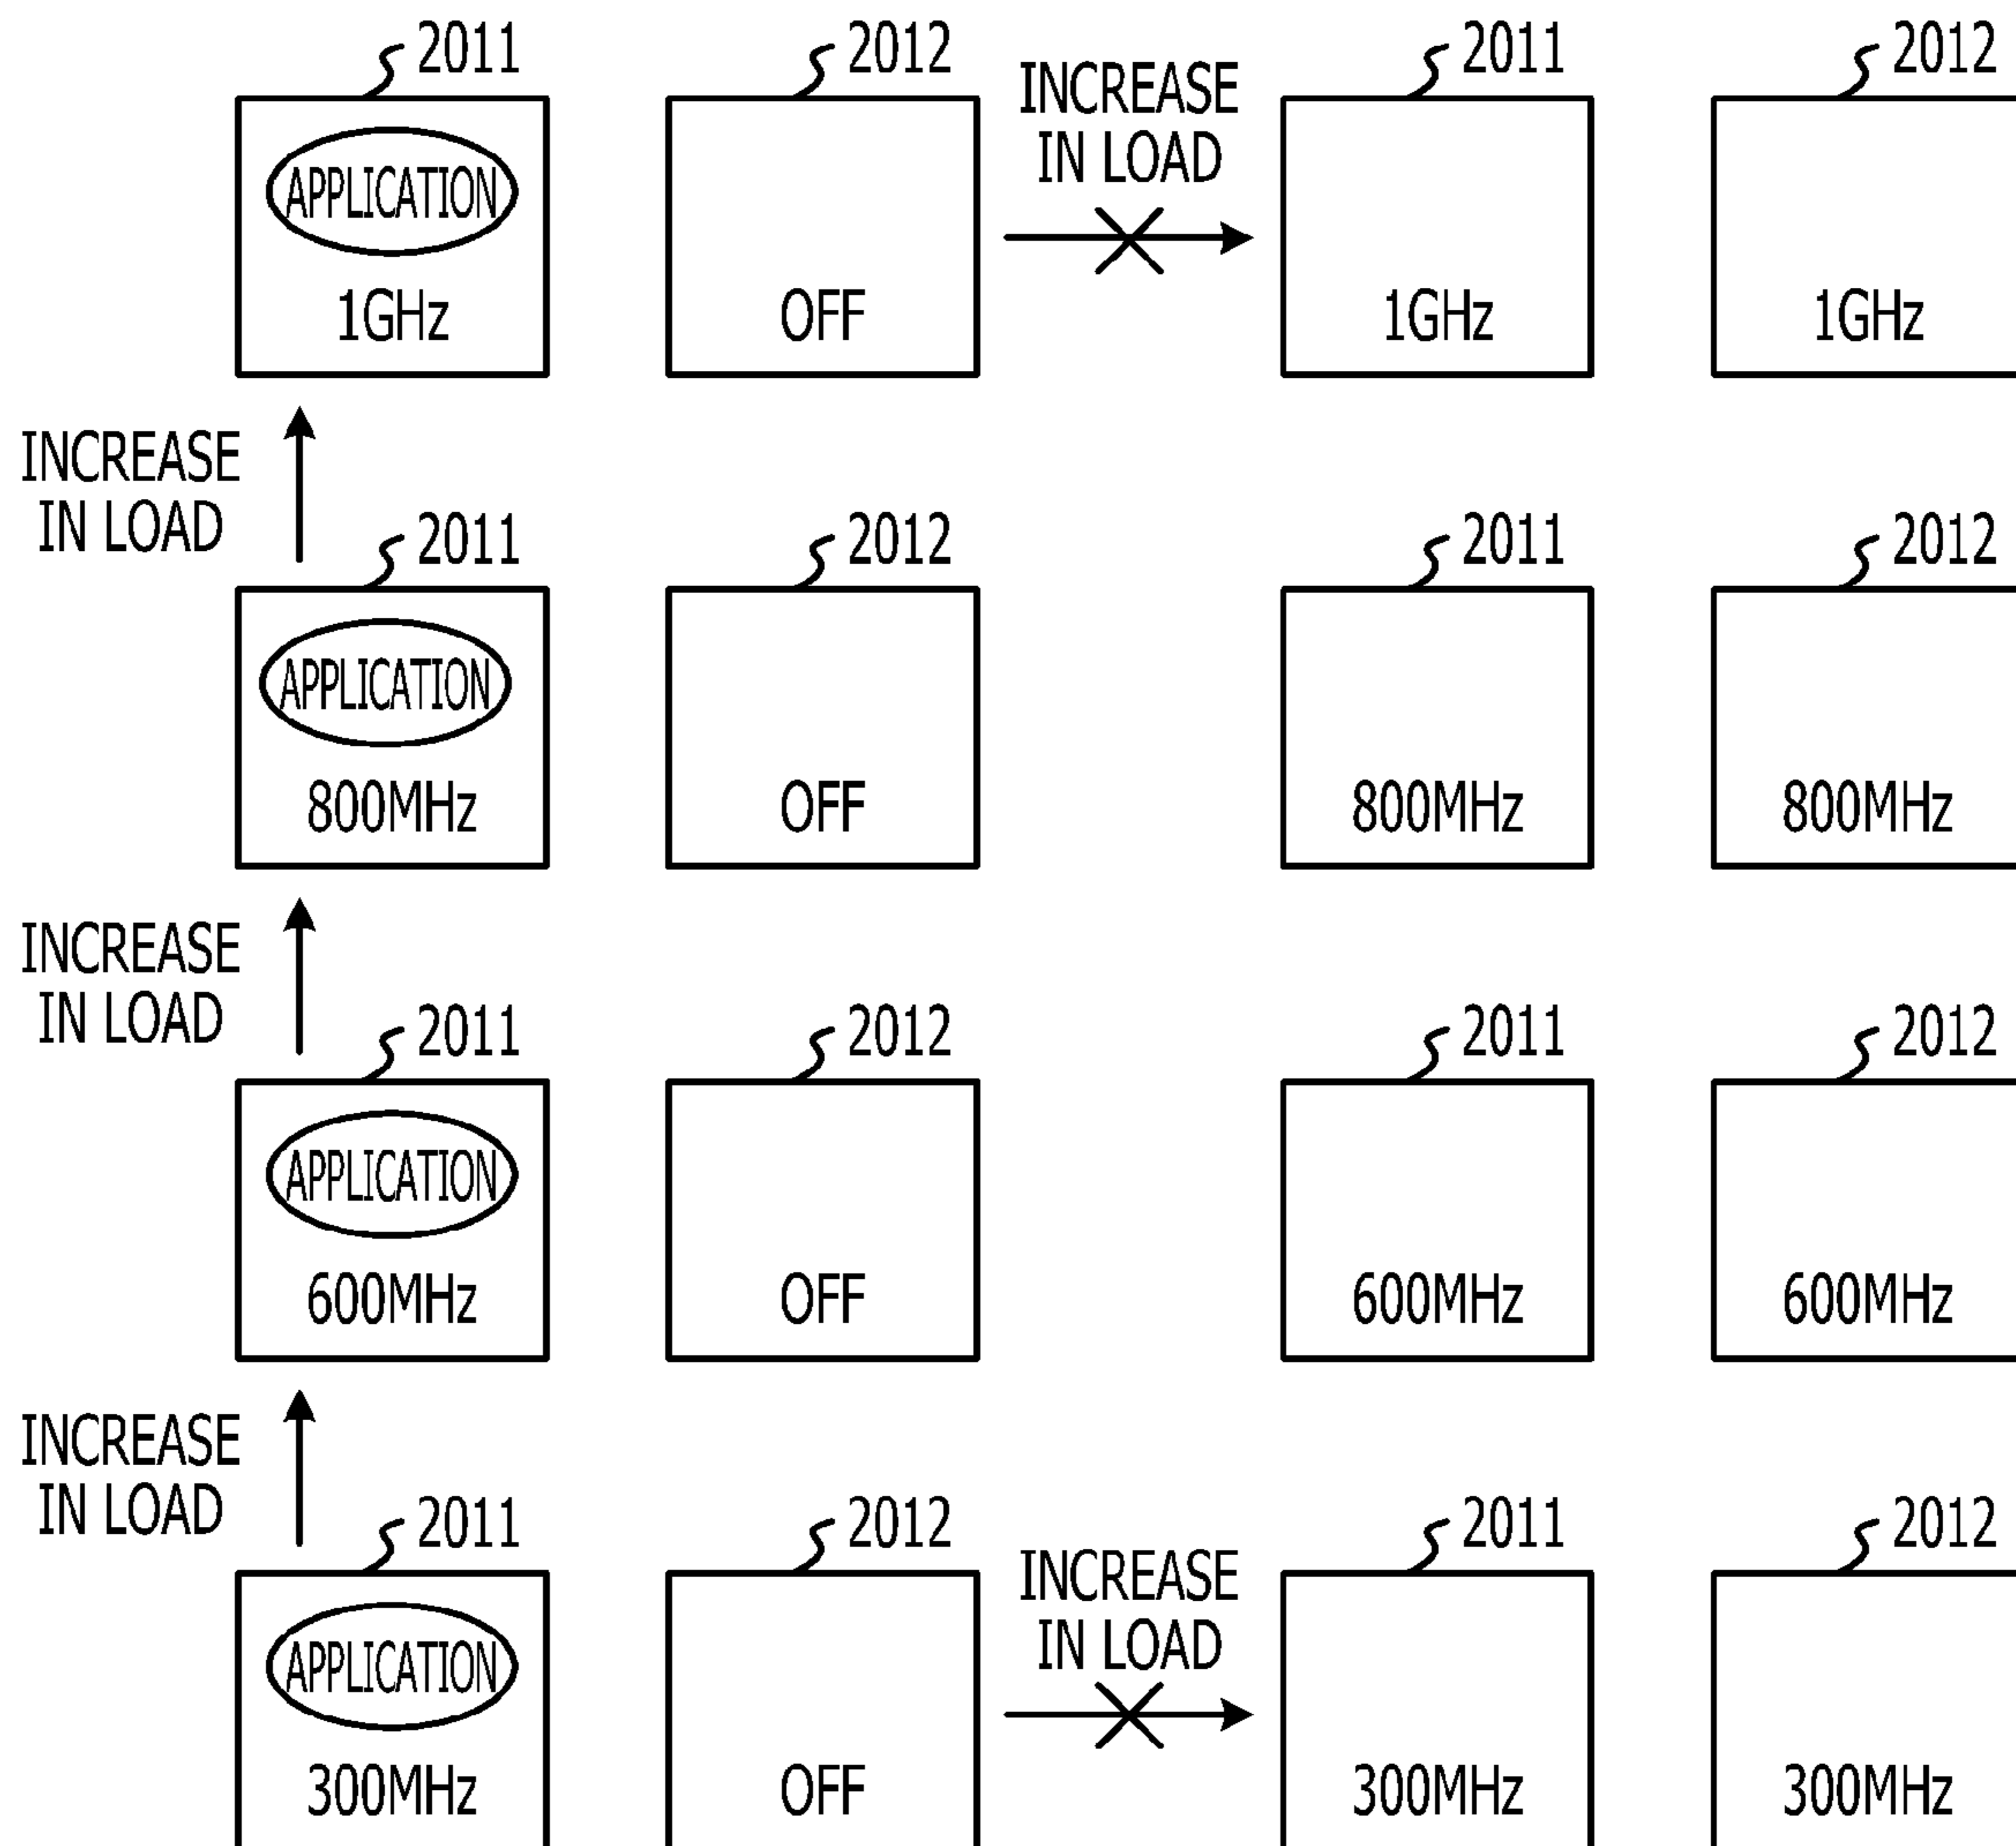 2011
2012
INCREASE
IN LOAD
2011
2012
APPLICATION
1GHz
OFF
1GHz
1GHz
INCREASE
IN LOAD
2011
2012
2011
2012
APPLICATION
800MHz
OFF
800MHz
800MHz
INCREASE
IN LOAD
2011
2012
2011
2012
APPLICATION
600MHz
OFF
600MHz
600MHz
INCREASE
IN LOAD
2011
2012
INCREASE
IN LOAD
2011
2012
APPLICATION
300MHz
OFF
300MHz
300MHz